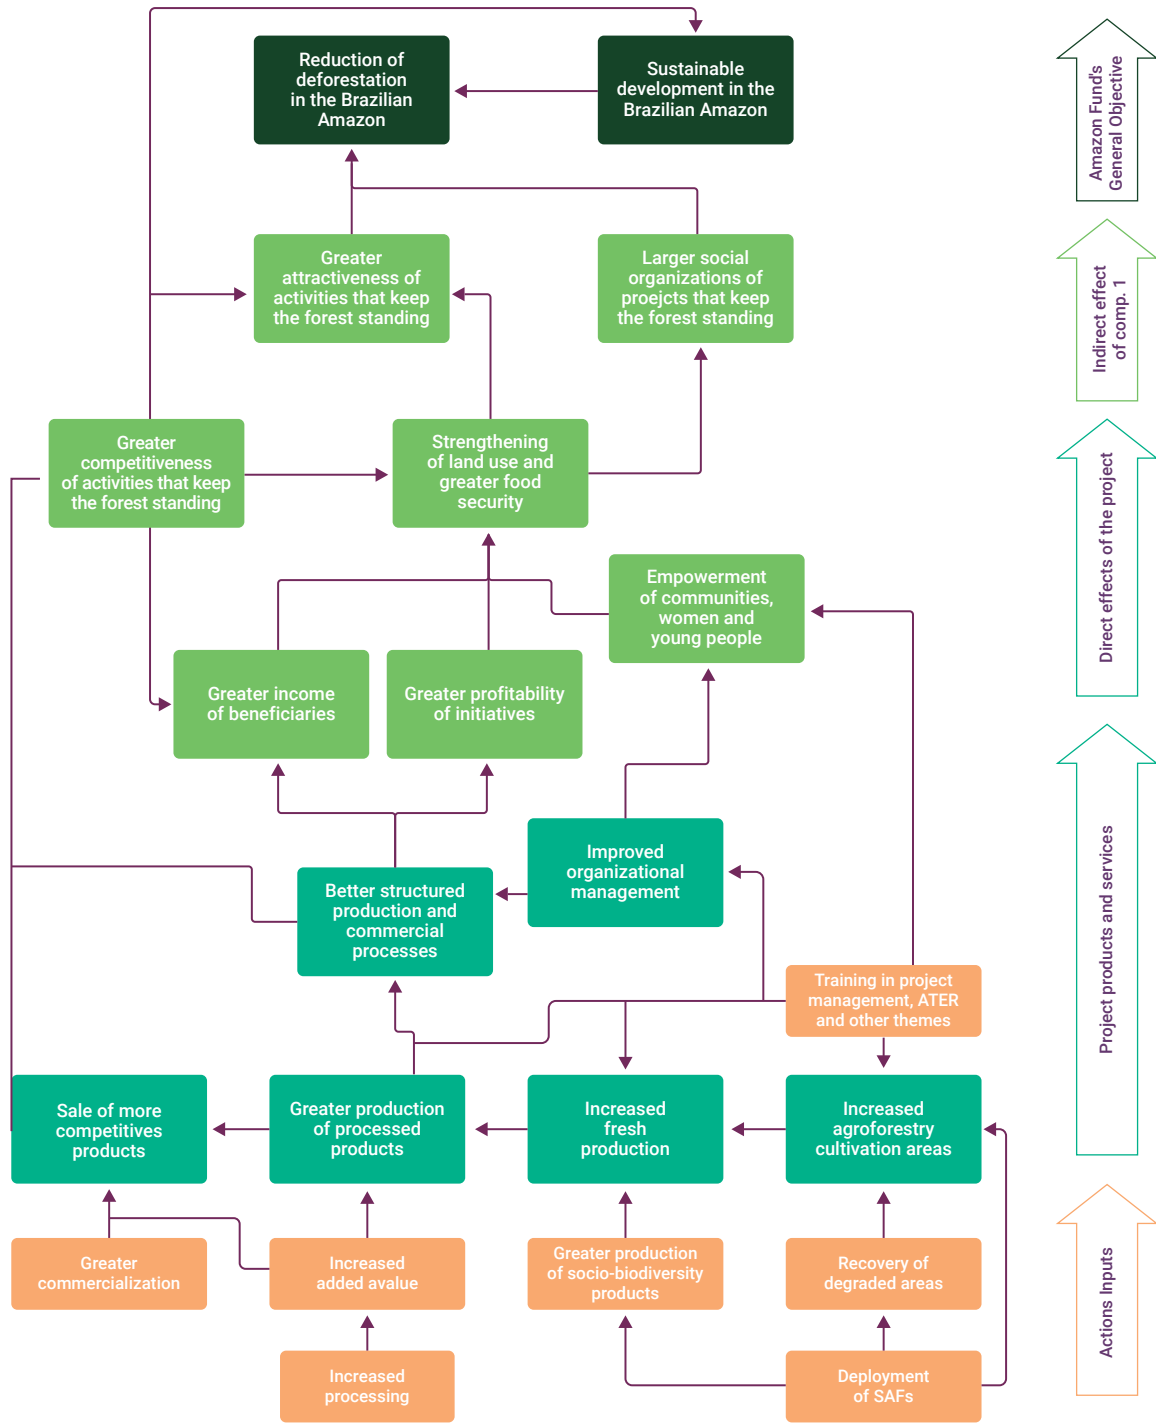 Reduction of
deforestation
in the Brazilian
Amazon
Sustainable
development in the
Brazilian Amazon
Amazon Fund's
General Objective
Greater
attractiveness of
activities that keep
the forest standing
Larger social
organizations of
proejcts that keep
the forest standing
Indirect effect
of comp. 1
Greater
competitiveness
of activities that keep
the forest standing
Strengthening
of land use and
greater food
security
Empowerment
of communities,
women and
young people
Direct effects of the project
Greater income
of beneficiaries
Greater profitability
of initiatives
Improved
organizational
management
Better structured
production and
commercial
processes
Training in project
management, ATER
and other themes
Project products and services
Sale of more
competitives
products
Greater production
of processed
products
Increased
fresh
production
Increased
agroforestry
cultivation areas
Greater
commercialization
Increased
added avalue
Greater production
of socio-biodiversity
products
Recovery of
degraded areas
Actions Inputs
Increased
processing
Deployment
of SAFs